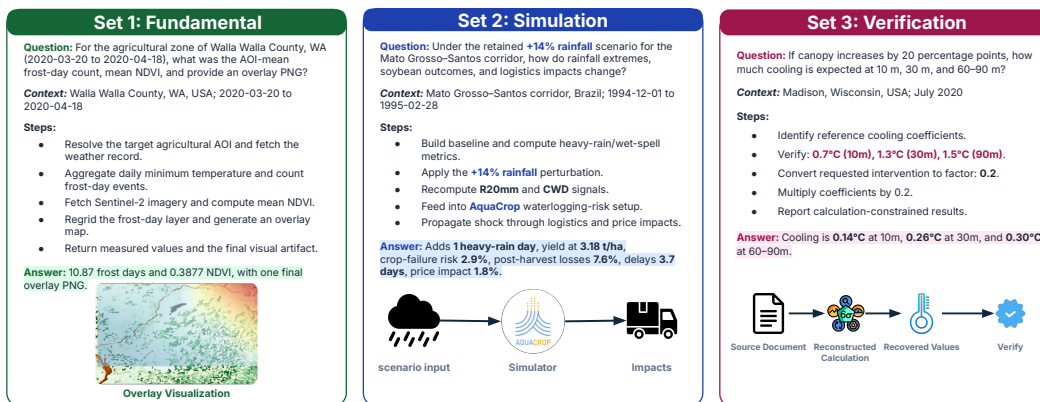 Set 1: Fundamental
Question: For the agricultural zone of Walla Walla County, WA
(2020-03-20 to 2020-04-18), what was the AOI-mean
frost-day count, mean NDVI, and provide an overlay PNG?
Context: Walla Walla County, WA, USA; 2020-03-20 to
2020-04-18
Steps:
● Resolve the target agricultural AOI and fetch the
weather record.
● Aggregate daily minimum temperature and count
frost-day events.
● Fetch Sentinel-2 imagery and compute mean NDVI.
● Regrid the frost-day layer and generate an overlay
map.
● Return measured values and the final visual artifact.
Answer: 10.87 frost days and 0.3877 NDVI, with one final
overlay PNG.
Overlay Visualization
Set 2: Simulation
Question: Under the retained +14% rainfall scenario for the
Mato Grosso–Santos corridor, how do rainfall extremes,
soybean outcomes, and logistics impacts change?
Context: Mato Grosso–Santos corridor, Brazil; 1994-12-01 to
1995-02-28
Steps:
● Build baseline and compute heavy-rain/wet-spell
metrics.
● Apply the +14% rainfall perturbation.
● Recompute R20mm and CWD signals.
● Feed into AquaCrop waterlogging-risk setup.
● Propagate shock through logistics and price impacts.
Answer: Adds 1 heavy-rain day, yield at 3.18 t/ha,
crop-failure risk 2.9%, post-harvest losses 7.6%, delays 3.7
days, price impact 1.8%.
AQUACROP
scenario input
Simulator
Impacts
Set 3: Verification
Question: If canopy increases by 20 percentage points, how
much cooling is expected at 10 m, 30 m, and 60–90 m?
Context: Madison, Wisconsin, USA; July 2020
Steps:
● Identify reference cooling coefficients.
● Verify: 0.7°C (10m), 1.3°C (30m), 1.5°C (90m).
● Convert requested intervention to factor: 0.2.
● Multiply coefficients by 0.2.
● Report calculation-constrained results.
Answer: Cooling is 0.14°C at 10m, 0.26°C at 30m, and 0.30°C
at 60–90m.
Source Document
Reconstructed
Calculation
Recovered Values
Verify